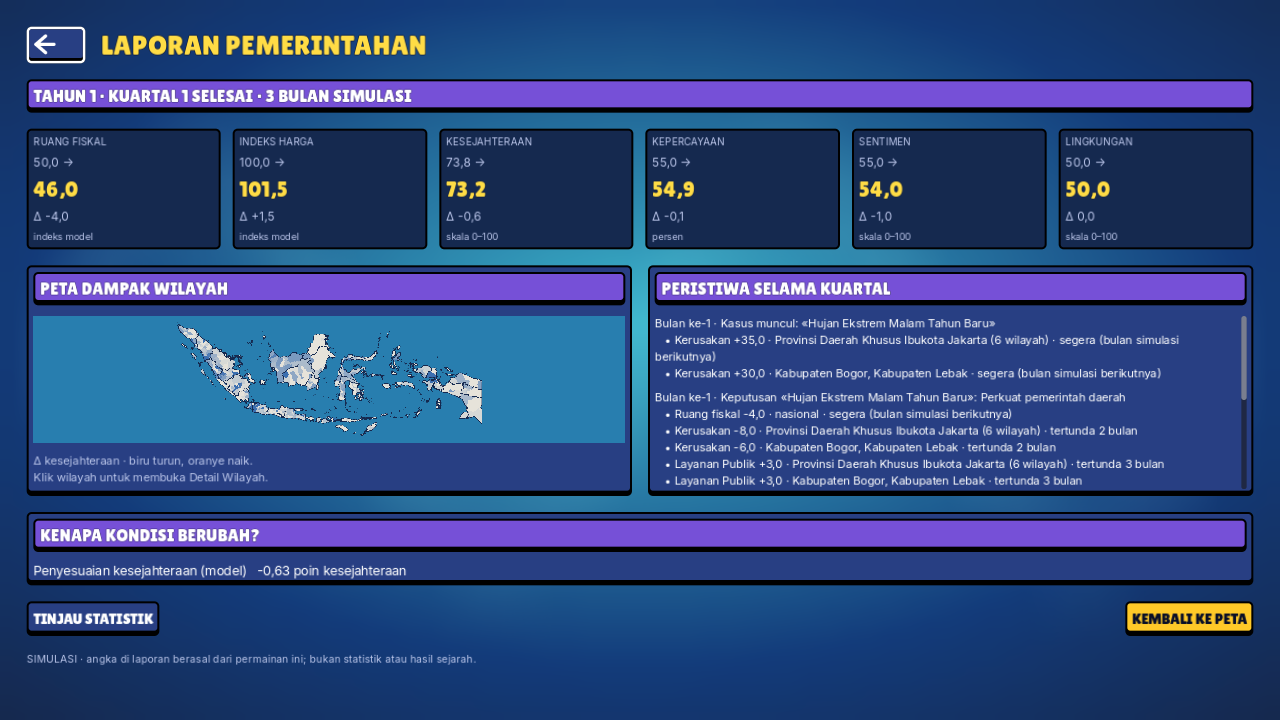 LAPORAN PEMERINTAHAN
TAHUN 1 · KUARTAL 1 SELESAI · 3 BULAN SIMULASI
RUANG FISKAL
50,0 →
46,0
Δ -4,0
indeks model
INDEKS HARGA
100,0 →
101,5
Δ +1,5
indeks model
KESEJAHTERAAN
73,8 →
73,2
Δ -0,6
skala 0–100
KEPERCAYAAN
55,0 →
54,9
Δ -0,1
persen
SENTIMEN
55,0 →
54,0
Δ -1,0
skala 0–100
LINGKUNGAN
50,0 →
50,0
Δ 0,0
skala 0–100
PETA DAMPAK WILAYAH
Δ kesejahteraan · biru turun, oranye naik.
Klik wilayah untuk membuka Detail Wilayah.
PERISTIWA SELAMA KUARTAL
Bulan ke-1 · Kasus muncul: «Hujan Ekstrem Malam Tahun Baru»
• Kerusakan +35,0 · Provinsi Daerah Khusus Ibukota Jakarta (6 wilayah) · segera (bulan simulasi
berikutnya)
• Kerusakan +30,0 · Kabupaten Bogor, Kabupaten Lebak · segera (bulan simulasi berikutnya)
Bulan ke-1 · Keputusan «Hujan Ekstrem Malam Tahun Baru»: Perkuat pemerintah daerah
• Ruang fiskal -4,0 · nasional · segera (bulan simulasi berikutnya)
• Kerusakan -8,0 · Provinsi Daerah Khusus Ibukota Jakarta (6 wilayah) · tertunda 2 bulan
• Kerusakan -6,0 · Kabupaten Bogor, Kabupaten Lebak · tertunda 2 bulan
• Layanan Publik +3,0 · Provinsi Daerah Khusus Ibukota Jakarta (6 wilayah) · tertunda 3 bulan
• Layanan Publik +3,0 · Kabupaten Bogor, Kabupaten Lebak · tertunda 3 bulan
KENAPA KONDISI BERUBAH?
Penyesuaian kesejahteraan (model) -0,63 poin kesejahteraan
TINJAU STATISTIK
KEMBALI KE PETA
SIMULASI · angka di laporan berasal dari permainan ini; bukan statistik atau hasil sejarah.